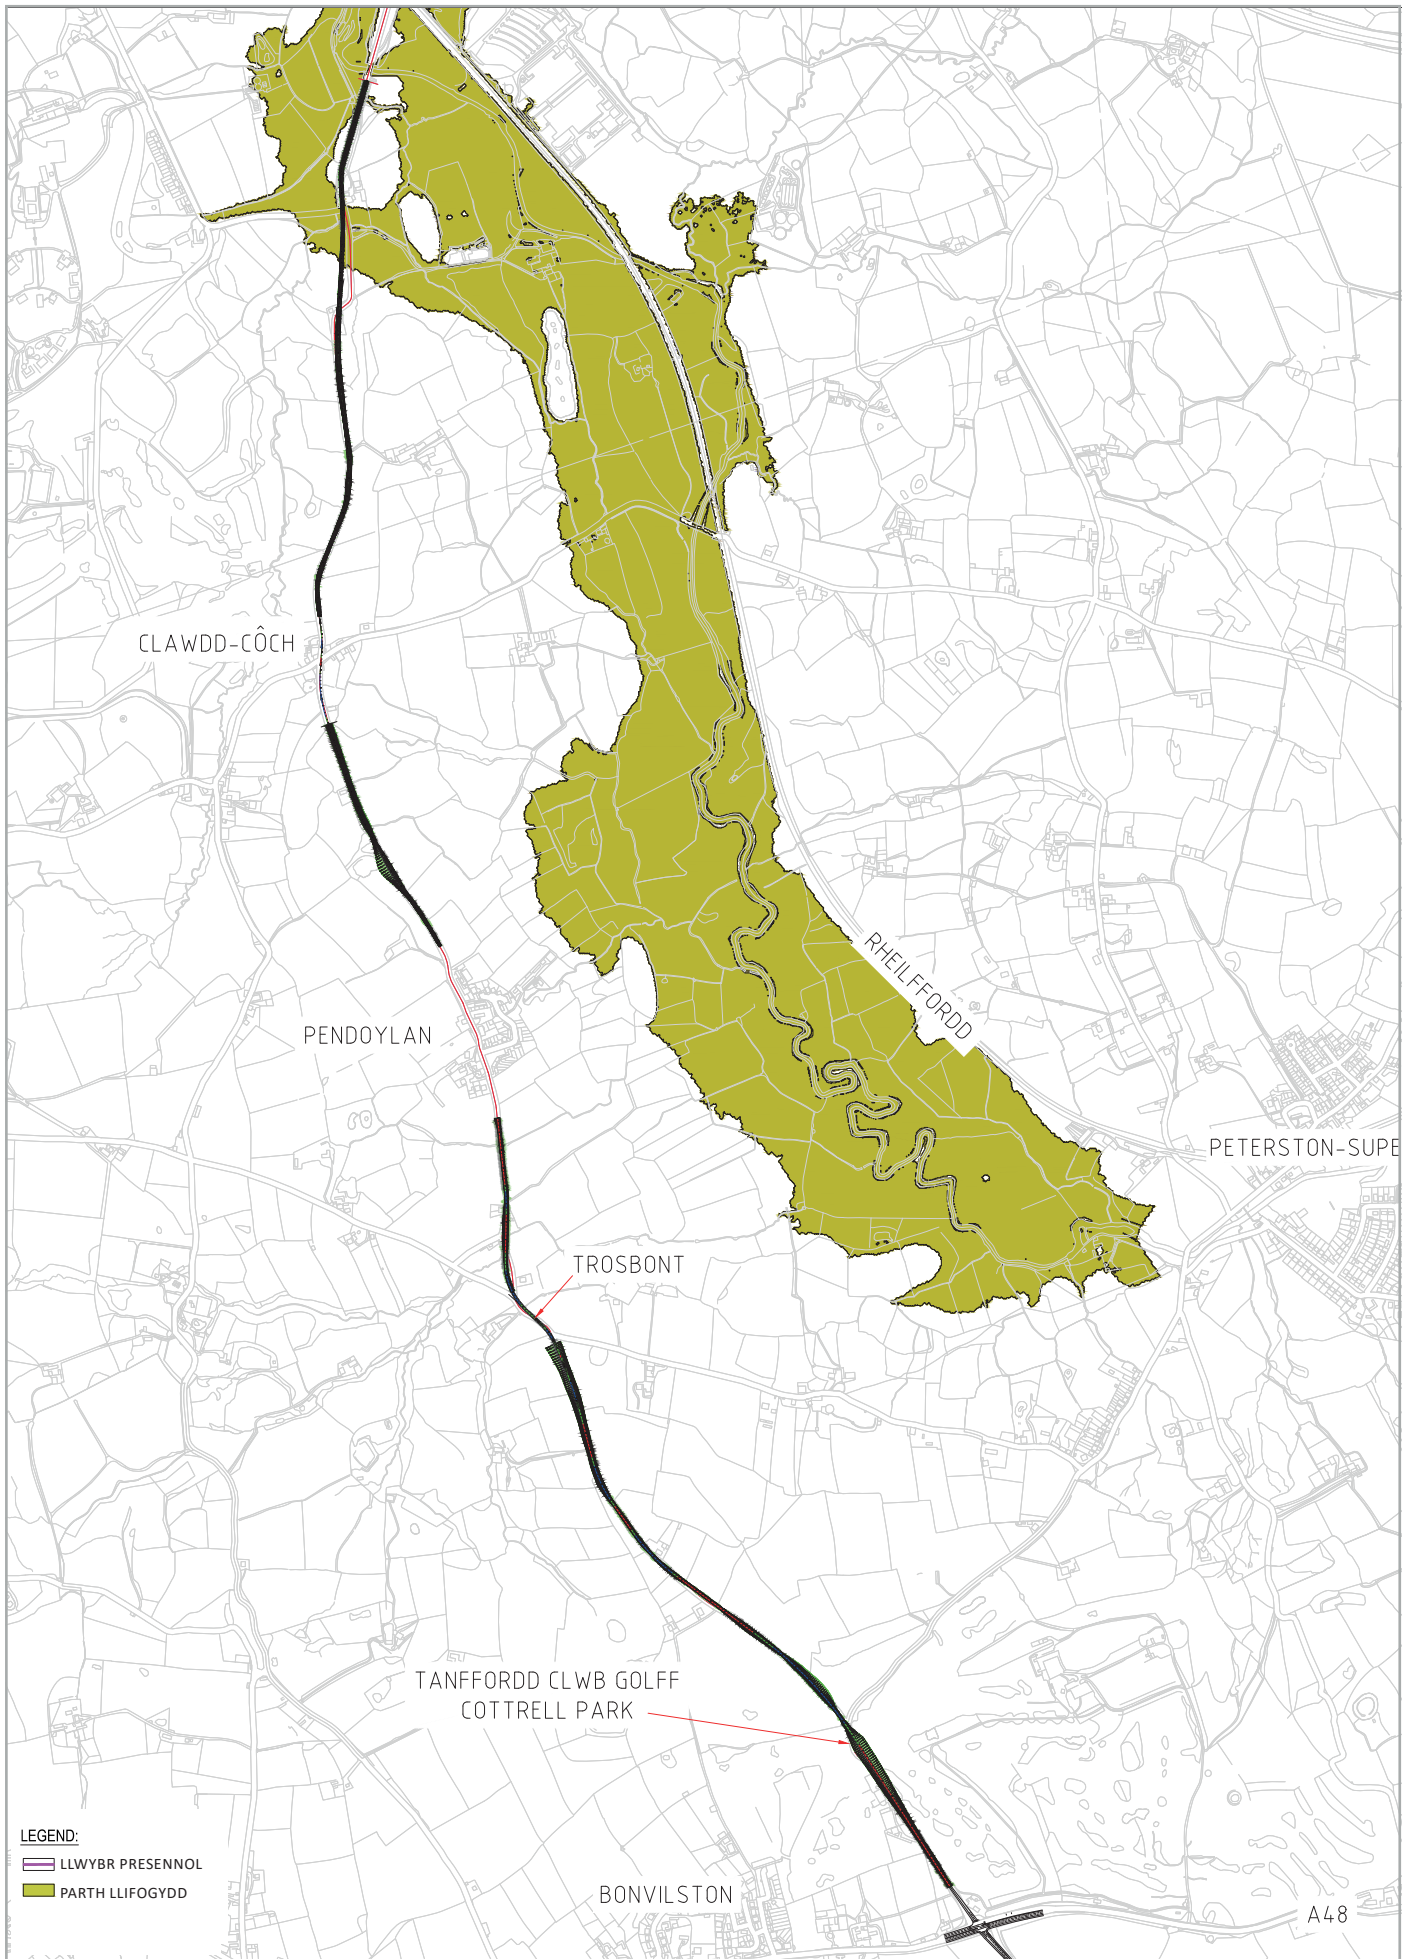 CLAWDD-CÔCH
RHEILFFORDD
PENDOYLAN
PETERSTON-SUPE
TROSBONT
TANFFORDD CLWB GOLFF
COTTRELL PARK
LEGEND:
LLWYBR PRESENNOL
PARTH LLIFOGYDD
BONVILSTON
A48